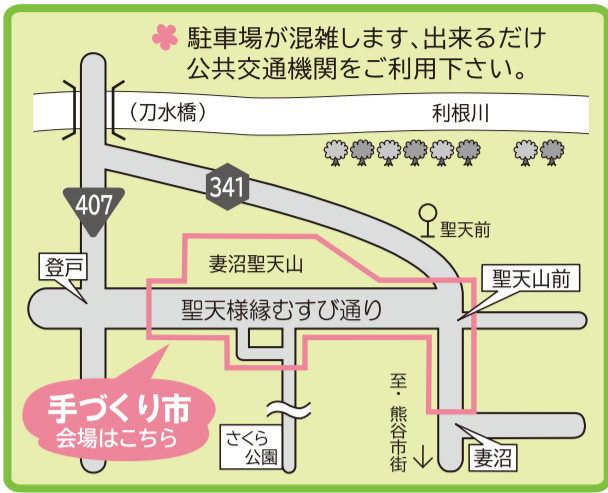 駐車場が混雑します、出来るだけ
公共交通機関をご利用下さい。
(刀水橋)
利根川
341
407
聖天前
登戸
妻沼聖天山
聖天山前
聖天様縁むすび通り
手づくり市
会場はこちら
至・熊谷市街
さくら
公園
妻沼